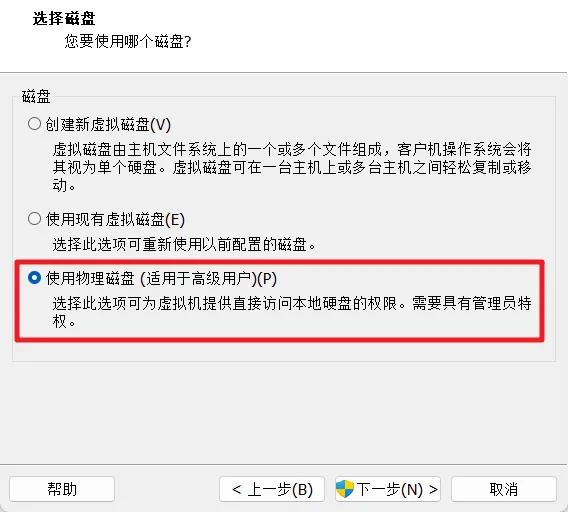 选择磁盘
您要使用哪个磁盘?
磁盘
创建新虚拟磁盘(V)
虚拟磁盘由主机文件系统上的一个或多个文件组成，客户机操作系统会将
其视为单个硬盘。虚拟磁盘可在一台主机上或多台主机之间轻松复制或移
动。
使用现有虚拟磁盘(E)
选择此选项可重新使用以前配置的磁盘。
使用物理磁盘 (适用于高级用户)(P)
选择此选项可为虚拟机提供直接访问本地硬盘的权限。需要具有管理员特
权。
帮助
< 上一步(B)
下一步(N) >
取消